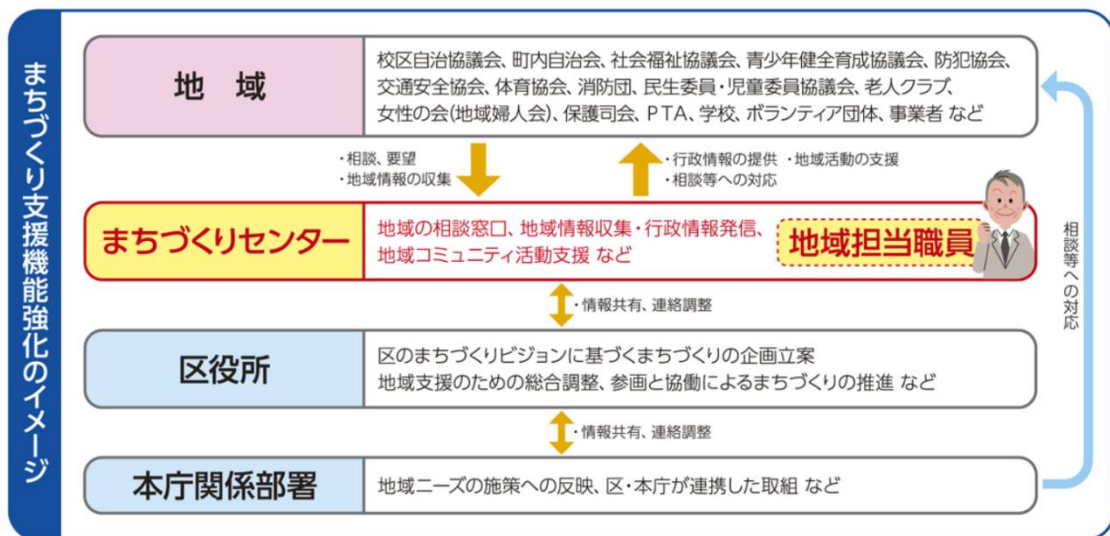 まちづくり支援機能強化のイメージ
地　域
校区自治協議会、町内自治会、社会福祉協議会、青少年健全育成協議会、防犯協会、
交通安全協会、体育協会、消防団、民生委員・児童委員協議会、老人クラブ、
女性の会(地域婦人会)、保護司会、PTA、学校、ボランティア団体、事業者 など
・相談、要望
・地域情報の収集
・行政情報の提供 ・地域活動の支援
・相談等への対応
まちづくりセンター
地域の相談窓口、地域情報収集・行政情報発信、
地域コミュニティ活動支援 など
地域担当職員
・情報共有、連絡調整
区役所
区のまちづくりビジョンに基づくまちづくりの企画立案
地域支援のための総合調整、参画と協働によるまちづくりの推進 など
・情報共有、連絡調整
本庁関係部署
地域ニーズの施策への反映、区・本庁が連携した取組 など
相談等への対応